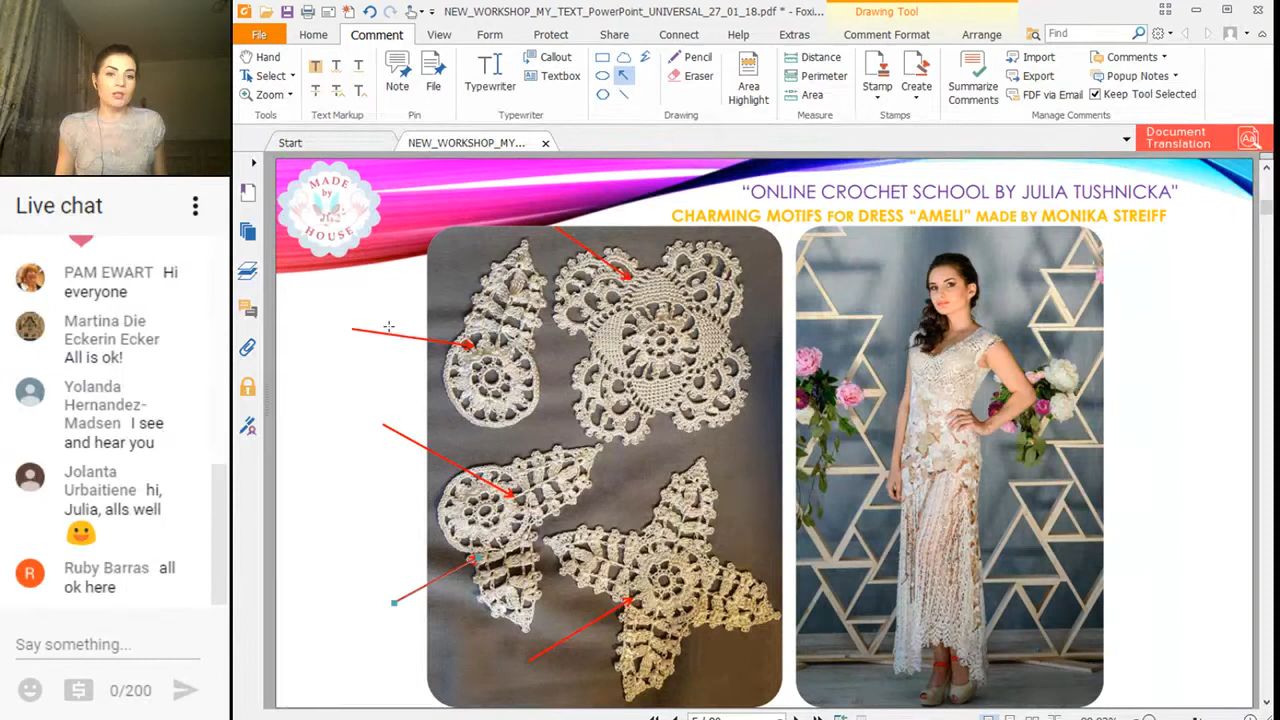 NEW_WORKSHOP_MY_TEXT_PowerPoint_UNIVERSAL_27_01_18.pdf * - Foxi...
Drawing Tool
File
Home
Comment
View
Form
Protect
Share
Connect
Help
Extras
Comment Format
Arrange
Find
Hand
Select
Zoom
Tools
T T T
T T T
Text Markup
Note
File
Pin
Typewriter
Callout
Textbox
Typewriter
Pencil
Eraser
Drawing
Area
Highlight
Distance
Perimeter
Area
Measure
Stamp
Create
Stamps
Summarize
Comments
Import
Export
FDF via Email
Comments
Popup Notes
Keep Tool Selected
Manage Comments
Start
NEW_WORKSHOP_MY...
Document
Translation
Live chat
PAM EWART Hi
everyone
Martina Die
Eckerin Ecker
All is ok!
Yolanda
Hernandez-
Madsen I see
and hear you
Jolanta
Urbaitiene hi,
Julia, alls well
R
Ruby Barras all
ok here
Say something...
0/200
MADE
by
HOUSE
"ONLINE CROCHET SCHOOL BY JULIA TUSHNICKA"
CHARMING MOTIFS FOR DRESS "AMELI" MADE BY MONIKA STREIFF